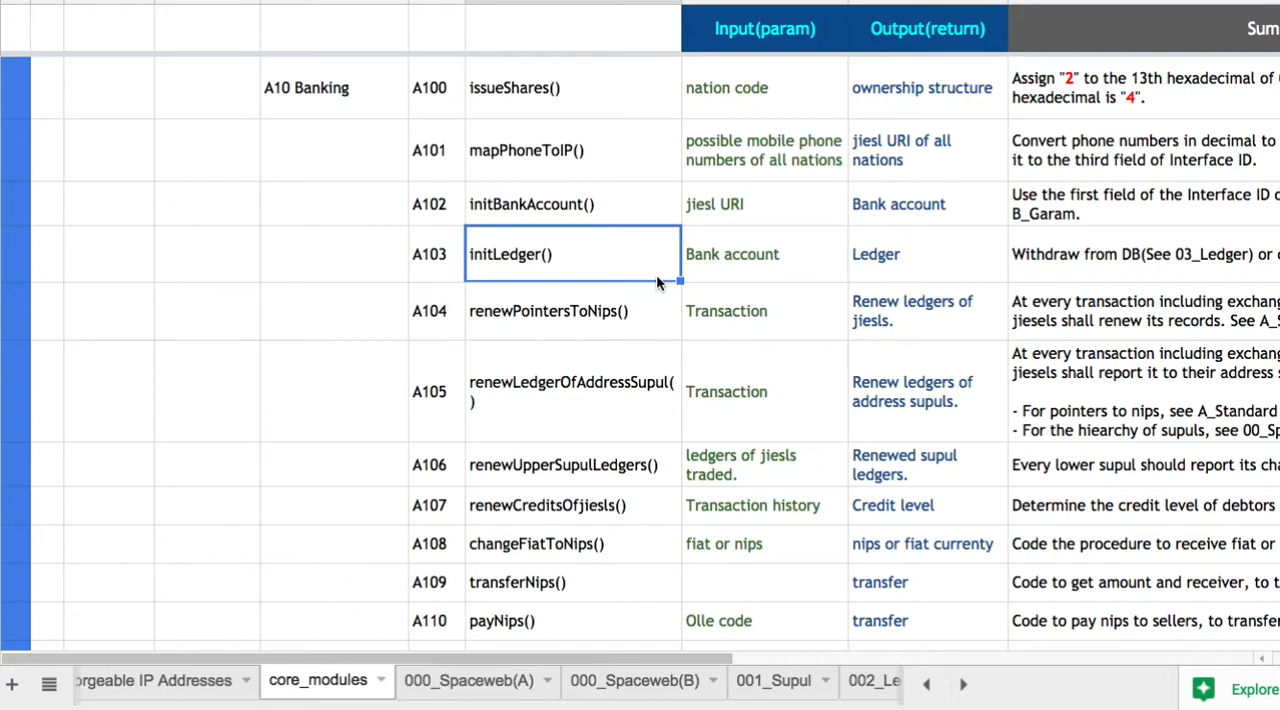 Input(param) Output(return) Sum
A10 Banking A100 issueShares() nation code ownership structure Assign "2" to the 13th hexadecimal of
hexadecimal is "4".
A101 mapPhoneToIP() possible mobile phone numbers of all nations jiesl URI of all nations Convert phone numbers in decimal to
it to the third field of Interface ID.
A102 initBankAccount() jiesl URI Bank account Use the first field of the Interface ID
B_Garam.
A103 initLedger() Bank account Ledger Withdraw from DB(See 03_Ledger) or
A104 renewPointersToNips() Transaction Renew ledgers of jiesls. At every transaction including exchang
jiesels shall renew its records. See A_S
A105 renewLedgerOfAddressSupul( ) Transaction Renew ledgers of address supuls. At every transaction including exchang
jiesels shall report it to their address
- For pointers to nips, see A_Standard
- For the hiearchy of supuls, see 00_Sp
A106 renewUpperSupulLedgers() ledgers of jiesls traded. Renewed supul ledgers. Every lower supul should report its cha
A107 renewCreditsOfjiesls() Transaction history Credit level Determine the credit level of debtors
A108 changeFiatToNips() fiat or nips nips or fiat currenty Code the procedure to receive fiat or
A109 transferNips() transfer Code to get amount and receiver, to t
A110 payNips() Olle code transfer Code to pay nips to sellers, to transfer
orgeable IP Addresses core_modules 000_Spaceweb(A) 000_Spaceweb(B) 001_Supul 002_Le Explore